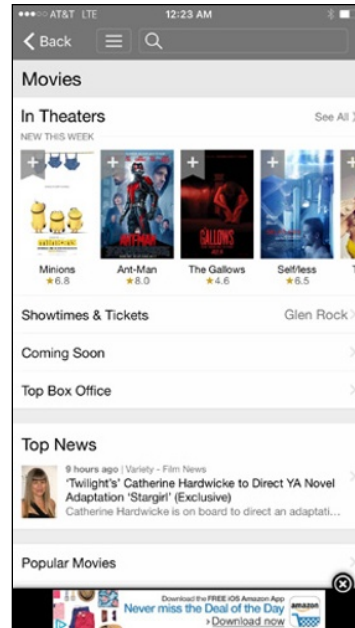 AT&T LTE 12:23 AM
Back
Movies
In Theaters See All
NEW THIS WEEK
ANT-MAN
GALLOWS
Minions Ant-Man The Gallows Self/less
6.8 8.0 4.6 6.5
Showtimes & Tickets Glen Rock
Coming Soon
Top Box Office
Top News
9 hours ago | Variety - Film News
'Twilight's' Catherine Hardwicke to Direct YA Novel
Adaptation 'Stargirl' (Exclusive)
Catherine Hardwicke is on board to direct an adaptati...
Popular Movies
Download the FREE iOS Amazon App
Never miss the Deal of the Day
Download now
amazon